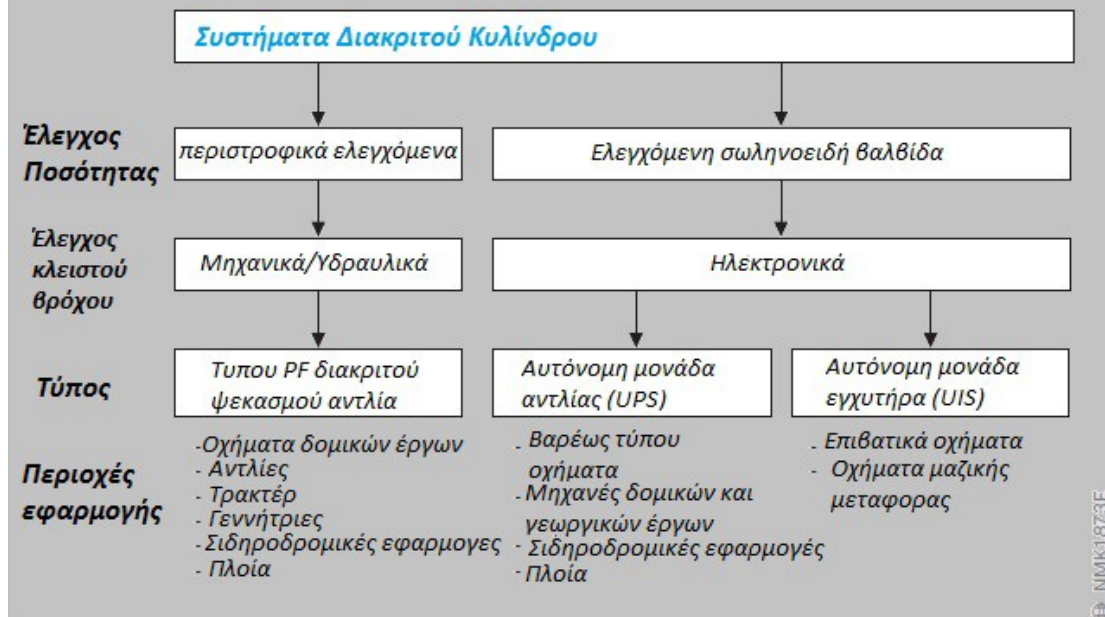 Συστήματα Διακριτού Κυλίνδρου
Έλεγχος
Ποσότητας
περιστροφικά ελεγχόμενα
Ελεγχόμενη σωληνοειδή βαλβίδα
Έλεγχος
κλειστού
βρόχου
Μηχανικά/Υδραυλικά
Ηλεκτρονικά
Τύπος
Τυπου PF διακριτού
ψεκασμού αντλία
Αυτόνομη μονάδα
αντλίας (UPS)
Αυτόνομη μονάδα
εγχυτήρα (UIS)
Περιοχές
εφαρμογής
-Οχήματα δομικών έργων
- Αντλίες
- Τρακτέρ
- Γεννήτριες
-Σιδηροδρομικές εφαρμογες
- Πλοία
- Βαρέως τύπου
οχήματα
-Μηχανές δομικών και
γεωργικών έργων
- Σιδηροδρομικές εφαρμογές
- Πλοία
- Επιβατικά οχήματα
- Οχήματα μαζικής
μεταφορας
NMK1873E